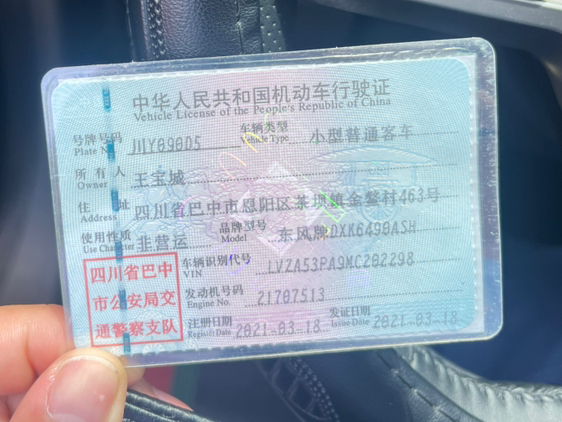 中华人民共和国机动车行驶证
Vehicle License of the People's Republic of China
号牌号码 川Y090D5 车辆类型 小型普通客车
Plate No. Vehicle Type
所有人 王宝城
Owner
住址 四川省巴中市恩阳区茶坝镇金鳌村463号
Address
使用性质 非营运 品牌型号 东风牌DXK6490ASH
Use Character Model
四川省巴中
市公安局交
通警察支队
车辆识别代号 LVZA53PA9MC202298
VIN
发动机号码 21707513
Engine No.
注册日期 2021-03-18 发证日期 2021-03-18
Register Date Issue Date